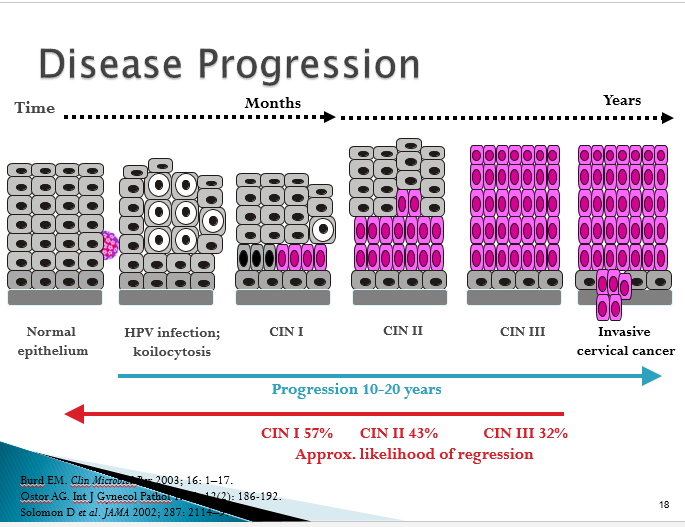 Disease Progression
Time
Months
Years
Normal
epithelium
HPV infection;
koilocytosis
CIN I
CIN II
CIN III
Invasive
cervical cancer
Progression 10-20 years
CIN I 57% CIN II 43% CIN III 32%
Approx. likelihood of regression
Burd EM. Clin Microbiol Rev 2003; 16: 1–17.
Ostor AG. Int J Gynecol Pathol 12(2): 186-192.
Solomon D et al. JAMA 2002; 287: 2114
18